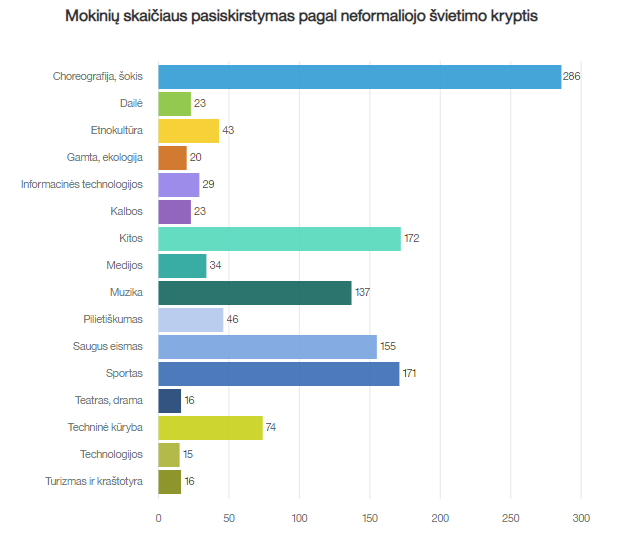 Mokinių skaičiaus pasiskirstymas pagal neformaliojo švietimo kryptis
Choreografija, šokis 286
Dailė 23
Etnokultūra 43
Gamta, ekologija 20
Informacinės technologijos 29
Kalbos 23
Kitos 172
Medijos 34
Muzika 137
Pilietiškumas 46
Saugus eismas 155
Sportas 171
Teatras, drama 16
Techninė kūryba 74
Technologijos 15
Turizmas ir kraštotyra 16
0 50 100 150 200 250 300